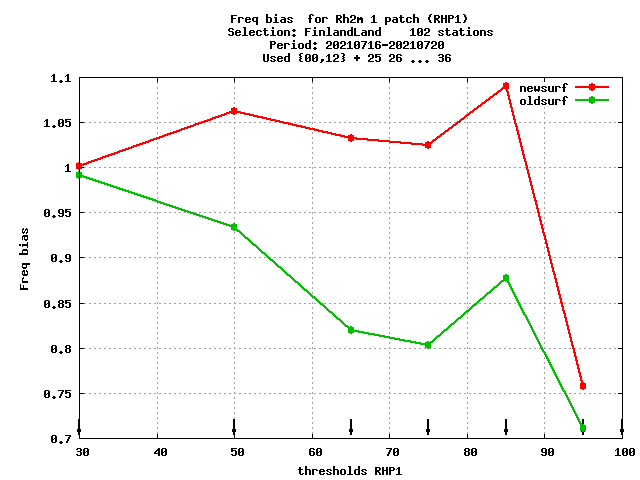 Freq bias  for Rh2m 1 patch (RHP1)
Selection: FinlandLand    102 stations
Period: 20210716-20210720
Used {00,12} + 25 26 ... 36
1.1
1.05
1
0.95
0.9
0.85
0.8
0.75
0.7
Freq bias
newsurf
oldsurf
30 40 50 60 70 80 90 100
thresholds RHP1